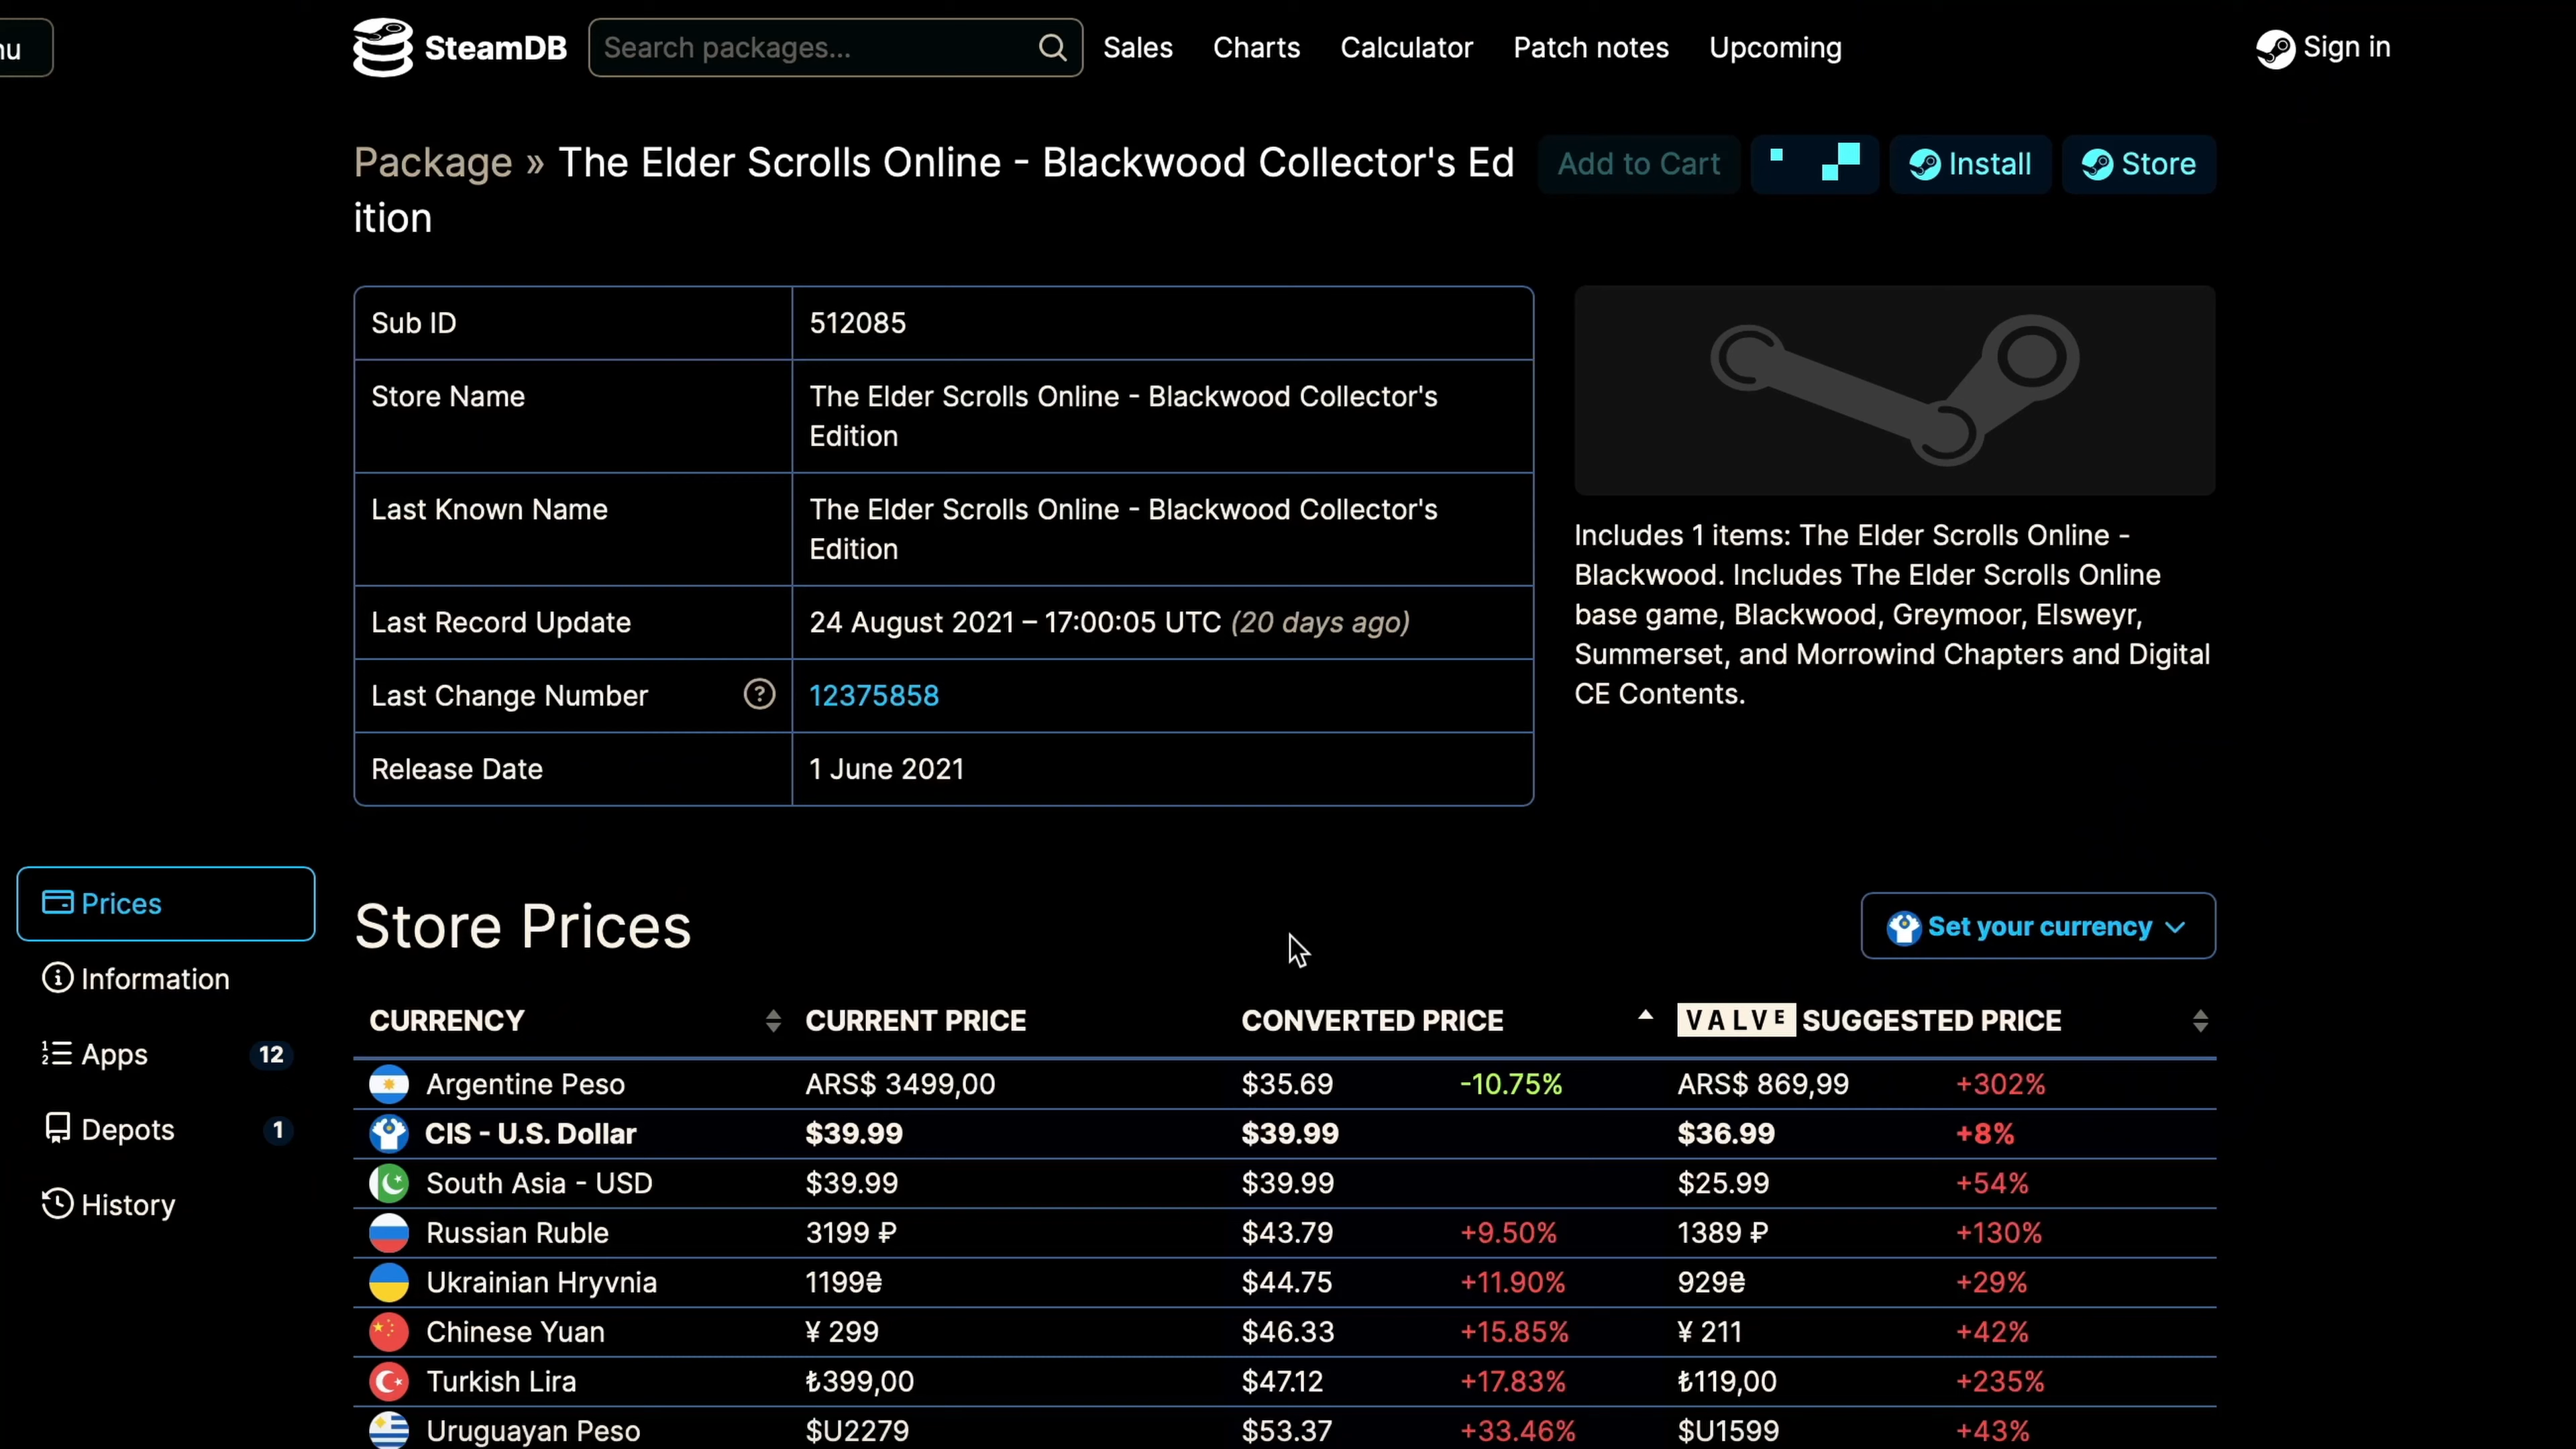 nu
SteamDB Search packages... Sales Charts Calculator Patch notes Upcoming Sign in
Package » The Elder Scrolls Online - Blackwood Collector's Ed
ition
Add to Cart Install Store
Sub ID 512085
Store Name The Elder Scrolls Online - Blackwood Collector's
Edition
Last Known Name The Elder Scrolls Online - Blackwood Collector's
Edition
Last Record Update 24 August 2021 – 17:00:05 UTC (20 days ago)
Last Change Number ? 12375858
Release Date 1 June 2021
Includes 1 items: The Elder Scrolls Online -
Blackwood. Includes The Elder Scrolls Online
base game, Blackwood, Greymoor, Elsweyr,
Summerset, and Morrowind Chapters and Digital
CE Contents.
Prices
Information
Apps 12
Depots 1
History
Store Prices
Set your currency
CURRENCY CURRENT PRICE CONVERTED PRICE VALVE SUGGESTED PRICE
Argentine Peso ARS$ 3499,00 $35.69 -10.75% ARS$ 869,99 +302%
CIS - U.S. Dollar $39.99 $39.99 $36.99 +8%
South Asia - USD $39.99 $39.99 $25.99 +54%
Russian Ruble 3199 ₽ $43.79 +9.50% 1389 ₽ +130%
Ukrainian Hryvnia 1199₴ $44.75 +11.90% 929₴ +29%
Chinese Yuan ¥ 299 $46.33 +15.85% ¥ 211 +42%
Turkish Lira ₺399,00 $47.12 +17.83% ₺119,00 +235%
Uruguayan Peso $U2279 $53.37 +33.46% $U1599 +43%